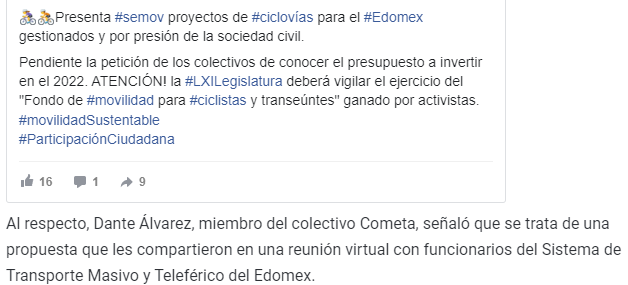 🚴🚴Presenta #semov proyectos de #ciclovías para el #Edomex
gestionados y por presión de la sociedad civil.
Pendiente la petición de los colectivos de conocer el presupuesto a invertir
en el 2022. ATENCIÓN! la #LXILegislatura deberá vigilar el ejercicio del
"Fondo de #movilidad para #ciclistas y transeúntes" ganado por activistas.
#movilidadSustentable
#ParticipaciónCiudadana
16 1 9
Al respecto, Dante Álvarez, miembro del colectivo Cometa, señaló que se trata de una
propuesta que les compartieron en una reunión virtual con funcionarios del Sistema de
Transporte Masivo y Teleférico del Edomex.